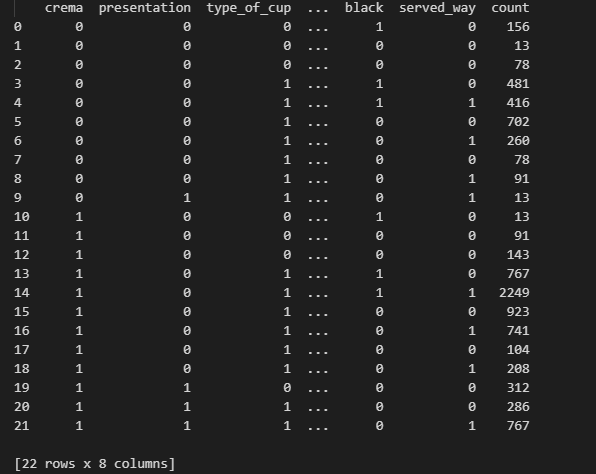 crema presentation type_of_cup ... black served_way count
0 0 0 0 ... 1 0 156
1 0 0 0 ... 0 0 13
2 0 0 0 ... 0 0 78
3 0 0 1 ... 1 0 481
4 0 0 1 ... 1 1 416
5 0 0 1 ... 0 0 702
6 0 0 1 ... 0 1 260
7 0 0 1 ... 0 0 78
8 0 0 1 ... 0 1 91
9 0 1 1 ... 0 1 13
10 1 0 0 ... 1 0 13
11 1 0 0 ... 0 0 91
12 1 0 0 ... 0 0 143
13 1 0 1 ... 1 0 767
14 1 0 1 ... 1 1 2249
15 1 0 1 ... 0 0 923
16 1 0 1 ... 0 1 741
17 1 0 1 ... 0 0 104
18 1 0 1 ... 0 1 208
19 1 1 0 ... 0 0 312
20 1 1 1 ... 0 0 286
21 1 1 1 ... 0 1 767
[22 rows x 8 columns]